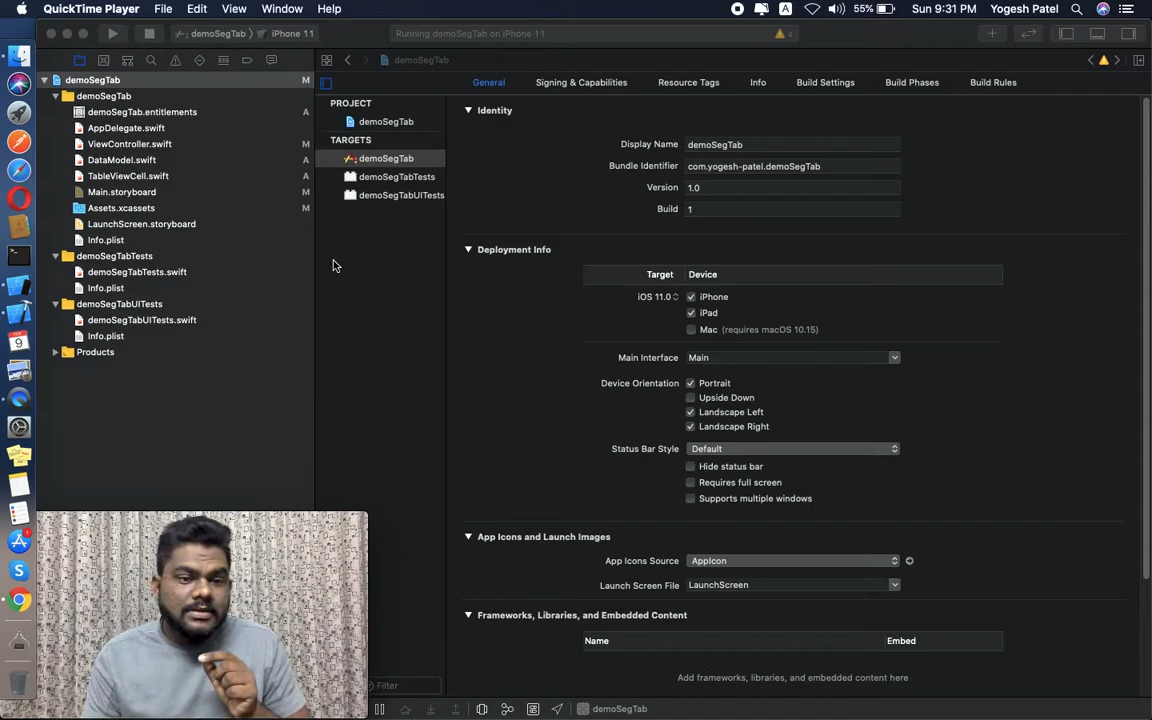 QuickTime Player File Edit View Window Help
A 55% Sun 9:31 PM Yogesh Patel
demoSegTab iPhone 11 Running demoSegTab on iPhone 11 4
demoSegTab M
demoSegTab
demoSegTab
demoSegTab.entitlements A
AppDelegate.swift
ViewController.swift M
DataModel.swift A
TableViewCell.swift A
Main.storyboard M
Assets.xcassets M
LaunchScreen.storyboard
Info.plist
demoSegTabTests
demoSegTabTests.swift
Info.plist
demoSegTabUITests
demoSegTabUITests.swift
Info.plist
Products
PROJECT
demoSegTab
TARGETS
demoSegTab
demoSegTabTests
demoSegTabUITests
Filter
General Signing & Capabilities Resource Tags Info Build Settings Build Phases Build Rules
Identity
Display Name demoSegTab
Bundle Identifier com.yogesh-patel.demoSegTab
Version 1.0
Build 1
Deployment Info
Target Device
iOS 11.0 iPhone
iPad
Mac (requires macOS 10.15)
Main Interface Main
Device Orientation Portrait
Upside Down
Landscape Left
Landscape Right
Status Bar Style Default
Hide status bar
Requires full screen
Supports multiple windows
App Icons and Launch Images
App Icons Source AppIcon
Launch Screen File LaunchScreen
Frameworks, Libraries, and Embedded Content
Name Embed
Add frameworks, libraries, and embedded content here
demoSegTab
9
S